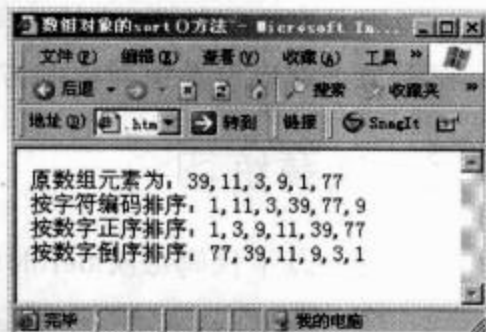 数组对象的sort()方法 - Microsoft In...
文件(F) 编辑(E) 查看(V) 收藏(A) 工具 »
后退 搜索 收藏夹 »
地址(D) .htm 转到 链接 SnagIt
原数组元素为：39,11,3,9,1,77
按字符编码排序：1,11,3,39,77,9
按数字正序排序：1,3,9,11,39,77
按数字倒序排序：77,39,11,9,3,1
完毕 我的电脑